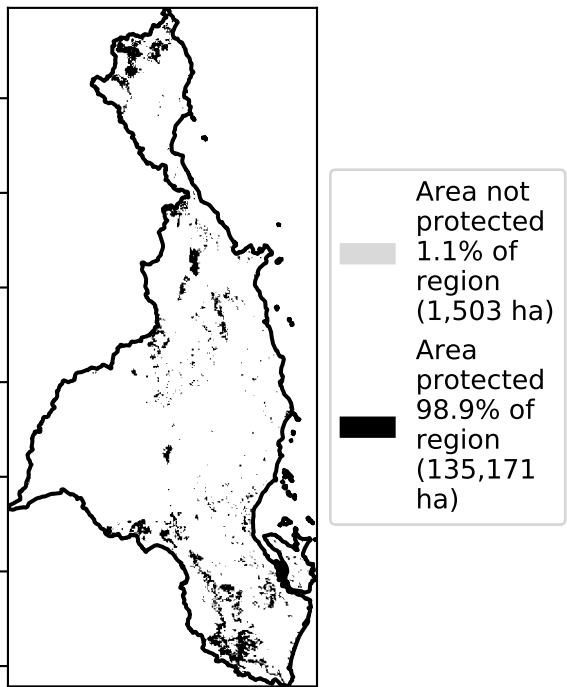 Area not
protected
1.1% of
region
(1,503 ha)
Area
protected
98.9% of
region
(135,171
ha)